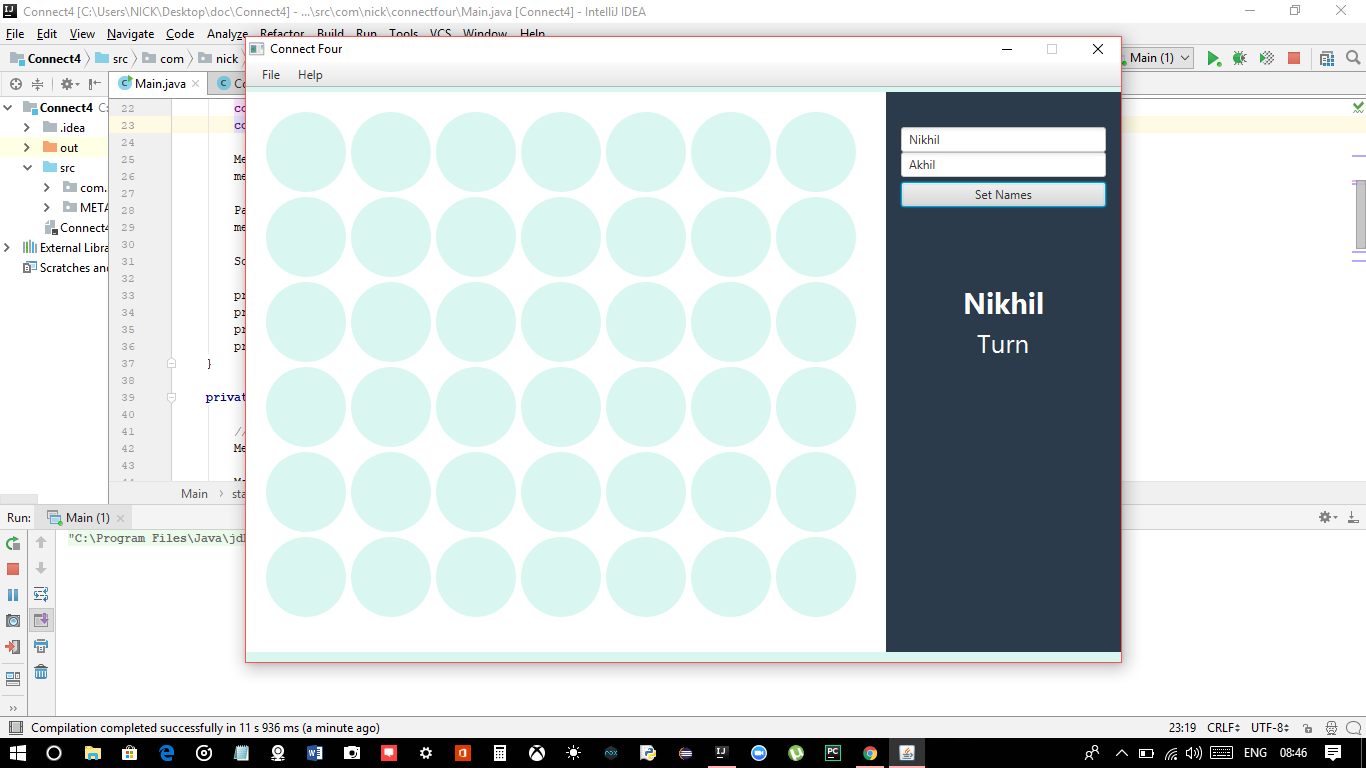 Connect4 [C:\Users\NICK\Desktop\doc\Connect4] - ...\src\com\nick\connectfour\Main.java [Connect4] - IntelliJ IDEA
File Edit View Navigate Code Analyze Refactor Build Run Tools VCS Window Help
Connect4 src com nick
Main (1)
Connect Four
File Help
Main.java
Connect4
.idea
out
src
com.
META
Connect4
External Libra
Scratches and
22
23
24
25 Me
26 me
27
28 Pa
29 me
30
31 Sc
32
33 pr
34 pr
35 pr
36 pr
37 }
38
39 privat
40
41 //
42 Me
43
Nikhil
Akhil
Set Names
Nikhil
Turn
Main
sta
Run: Main (1)
"C:\Program Files\Java\jd
Compilation completed successfully in 11 s 936 ms (a minute ago)
23:19 CRLF UTF-8
ENG 08:46